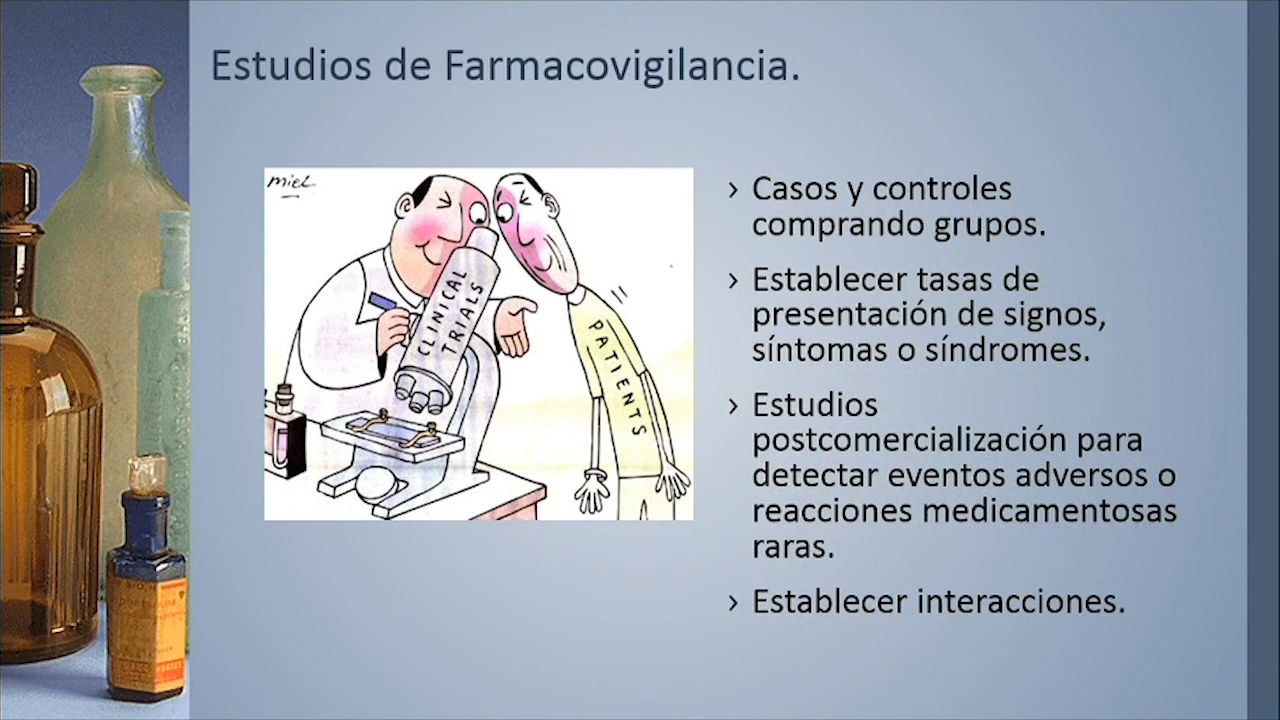 Estudios de Farmacovigilancia.
miel
CLINICAL
TRIALS
PATIENTS
› Casos y controles
comprando grupos.
› Establecer tasas de
presentación de signos,
síntomas o síndromes.
› Estudios
postcomercialización para
detectar eventos adversos o
reacciones medicamentosas
raras.
› Establecer interacciones.